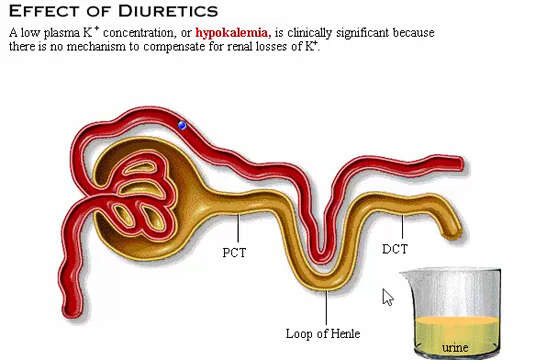 EFFECT OF DIURETICS
A low plasma K+ concentration, or hypokalemia, is clinically significant because
there is no mechanism to compensate for renal losses of K+.
PCT
DCT
Loop of Henle
urine